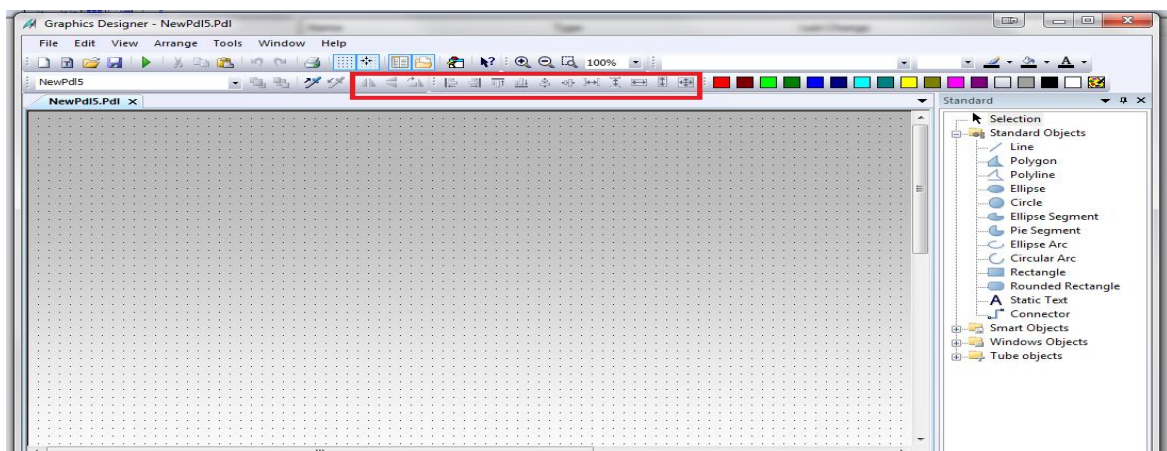 Graphics Designer - NewPdl5.Pdl
File Edit View Arrange Tools Window Help
100%
NewPdl5
NewPdl5.Pdl
Standard
Selection
Standard Objects
Line
Polygon
Polyline
Ellipse
Circle
Ellipse Segment
Pie Segment
Ellipse Arc
Circular Arc
Rectangle
Rounded Rectangle
A Static Text
Connector
Smart Objects
Windows Objects
Tube objects